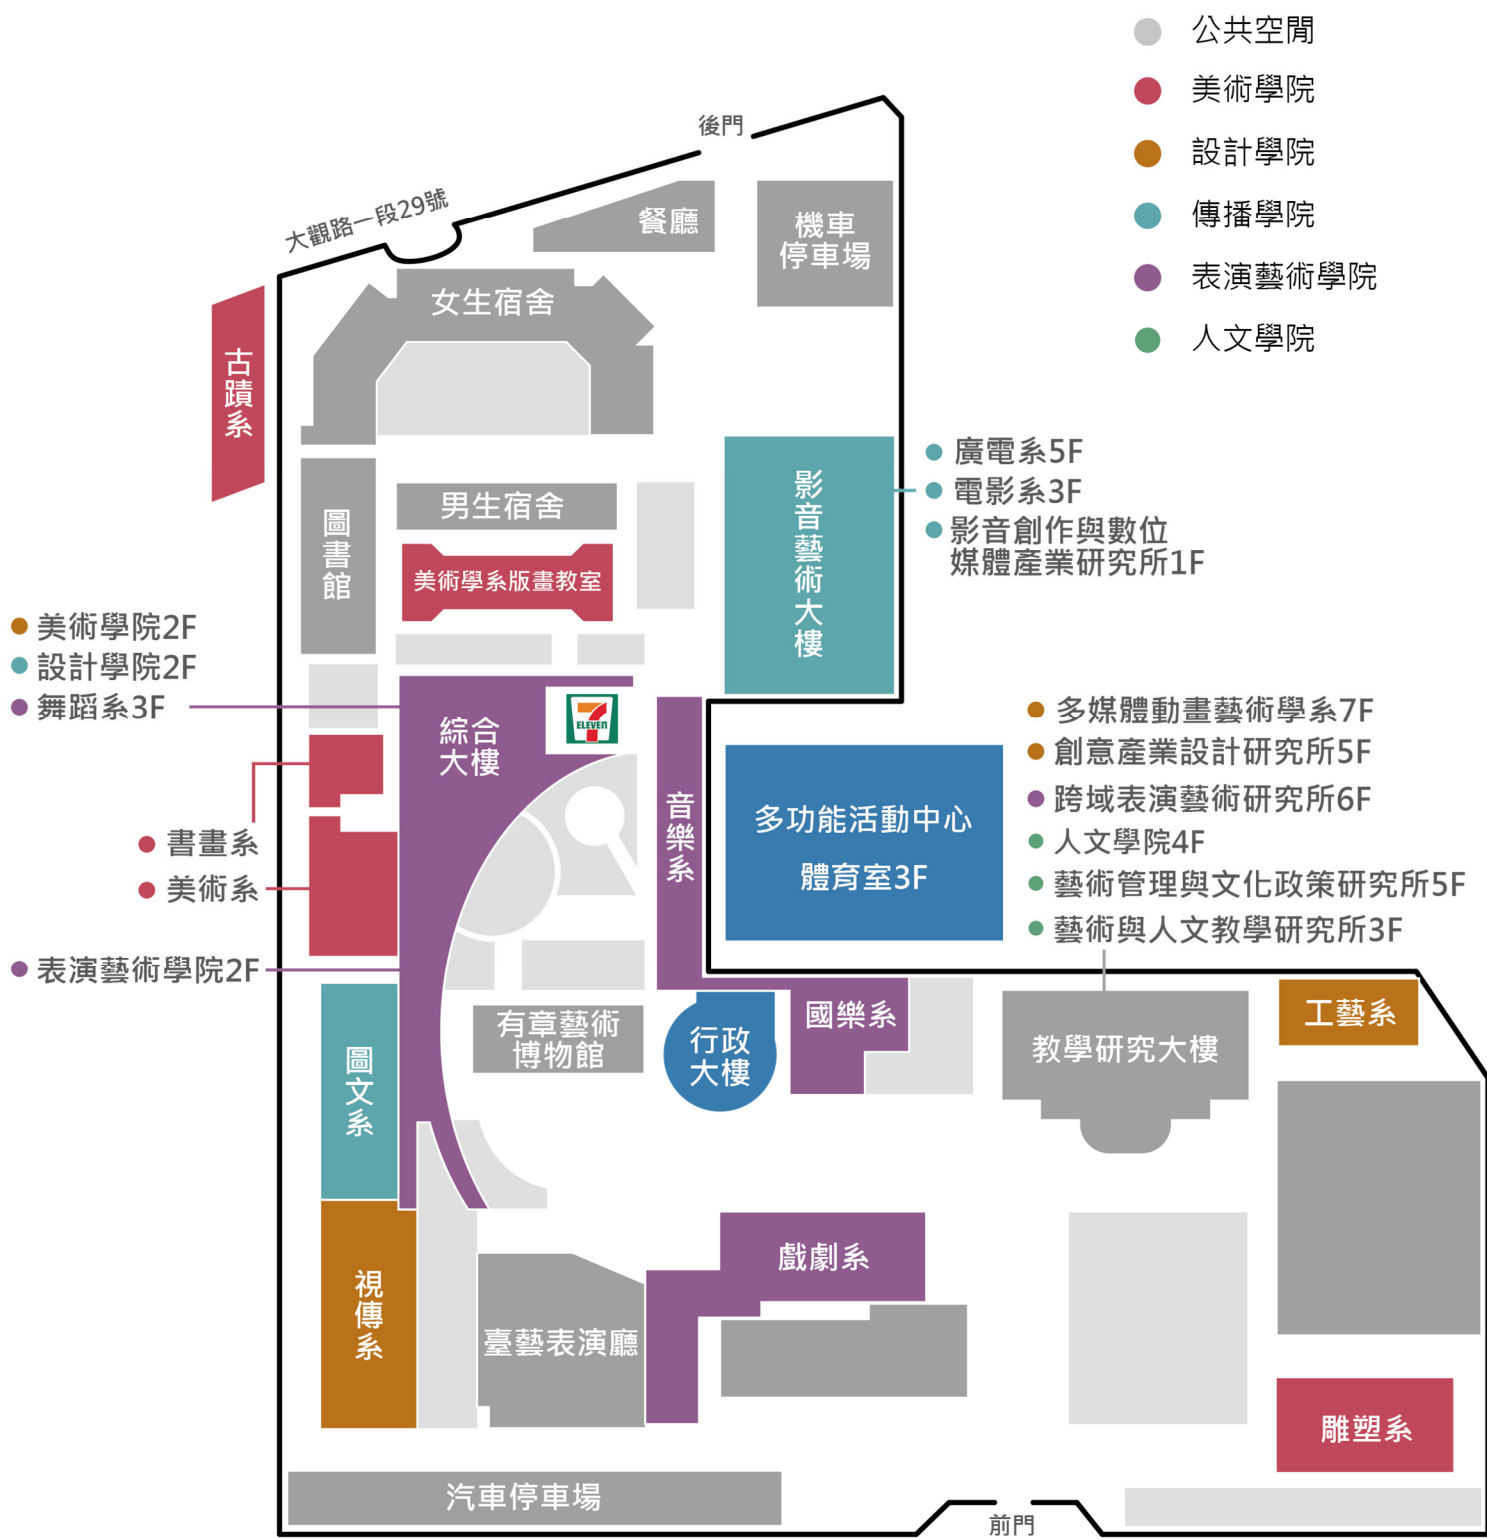 公共空間
美術學院
設計學院
傳播學院
表演藝術學院
人文學院
後門
大觀路一段29號
餐廳
機車
停車場
女生宿舍
古蹟系
圖書館
男生宿舍
美術學系版畫教室
影音藝術大樓
廣電系5F
電影系3F
影音創作與數位
媒體產業研究所1F
美術學院2F
設計學院2F
舞蹈系3F
綜合
大樓
ELEVEN
音樂系
多功能活動中心
體育室3F
多媒體動畫藝術學系7F
創意產業設計研究所5F
跨域表演藝術研究所6F
人文學院4F
藝術管理與文化政策研究所5F
藝術與人文教學研究所3F
書畫系
美術系
表演藝術學院2F
圖文系
有章藝術
博物館
行政
大樓
國樂系
教學研究大樓
工藝系
視傳系
臺藝表演廳
戲劇系
雕塑系
汽車停車場
前門